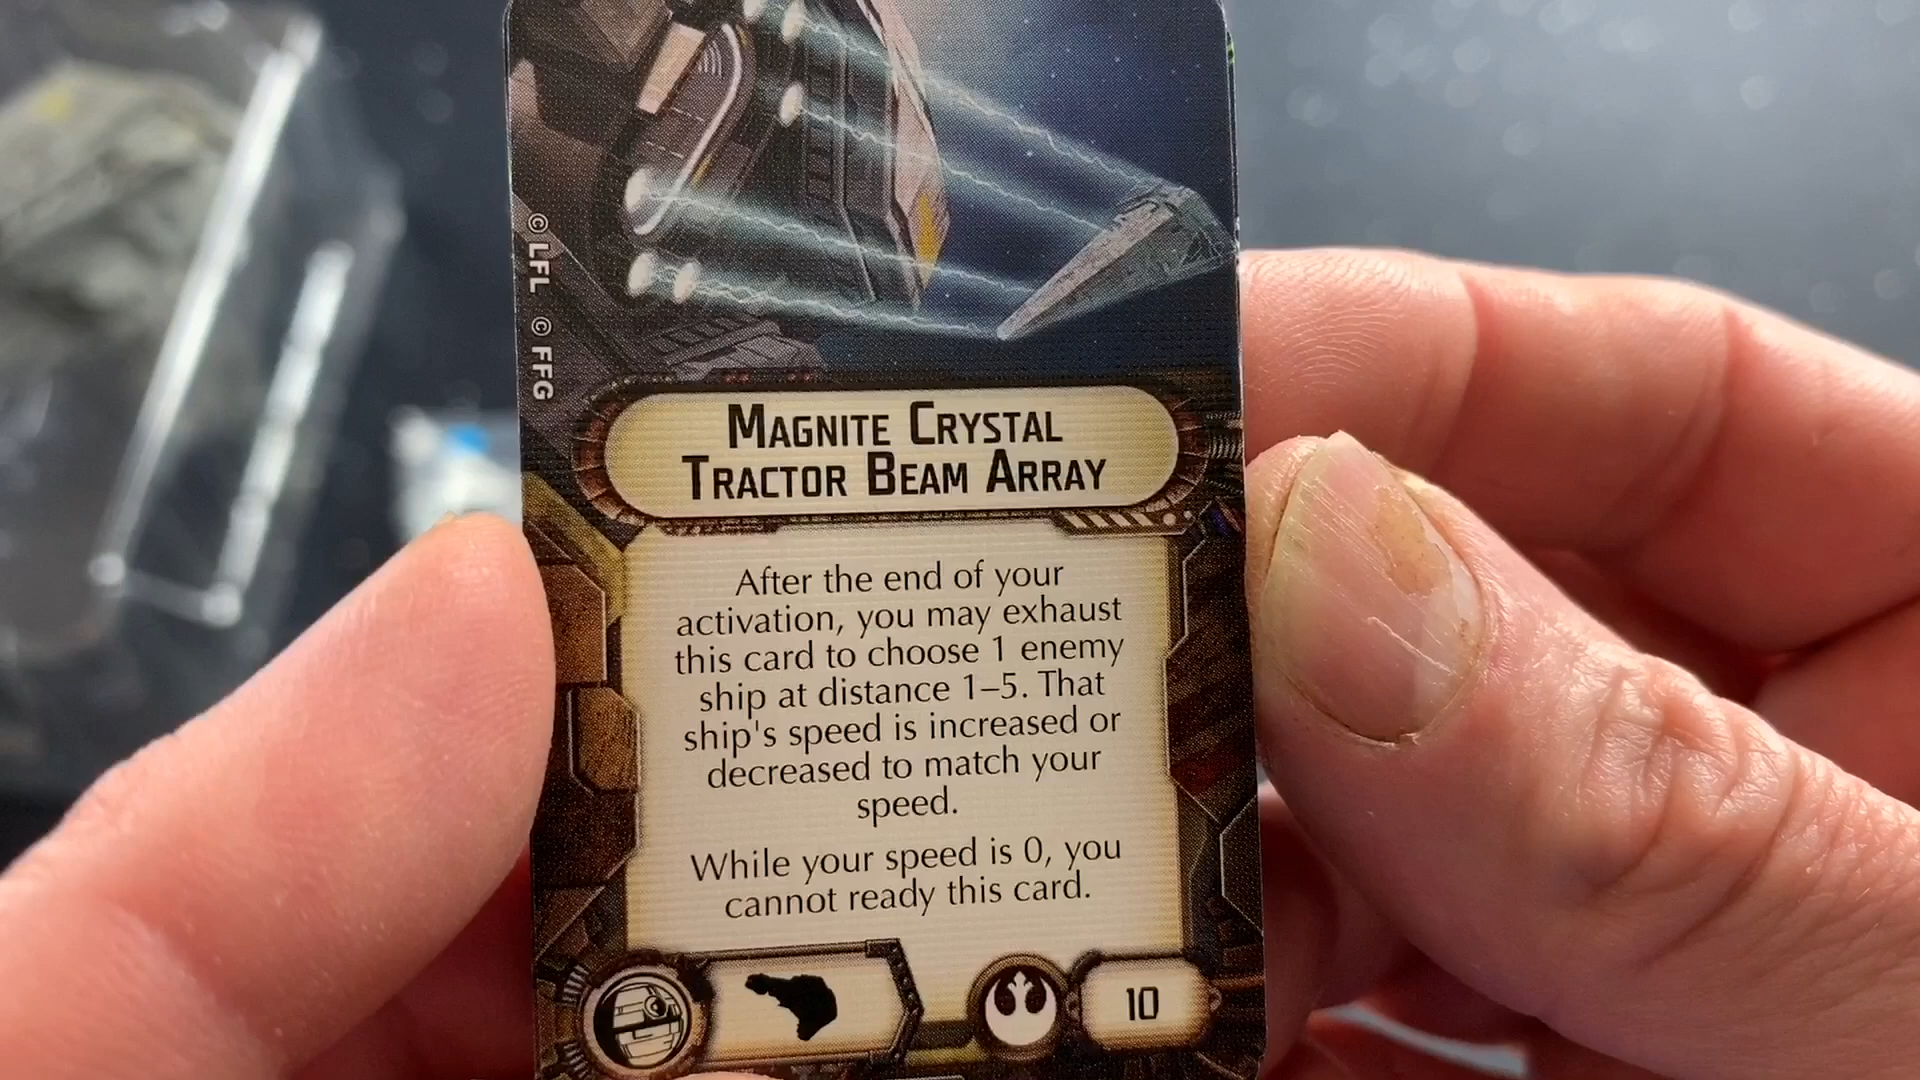 © LFL © FFG
MAGNITE CRYSTAL
TRACTOR BEAM ARRAY
After the end of your
activation, you may exhaust
this card to choose 1 enemy
ship at distance 1–5. That
ship's speed is increased or
decreased to match your
speed.
While your speed is 0, you
cannot ready this card.
10